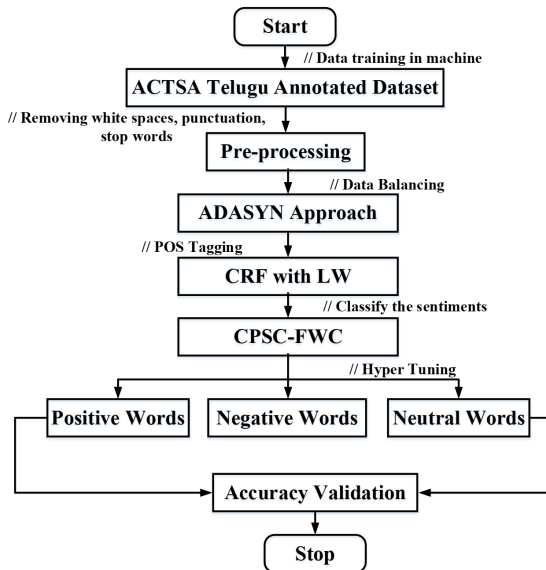 Start
// Data training in machine
ACTSA Telugu Annotated Dataset
// Removing white spaces, punctuation,
stop words
Pre-processing
// Data Balancing
ADASYN Approach
// POS Tagging
CRF with LW
// Classify the sentiments
CPSC-FWC
// Hyper Tuning
Positive Words
Negative Words
Neutral Words
Accuracy Validation
Stop